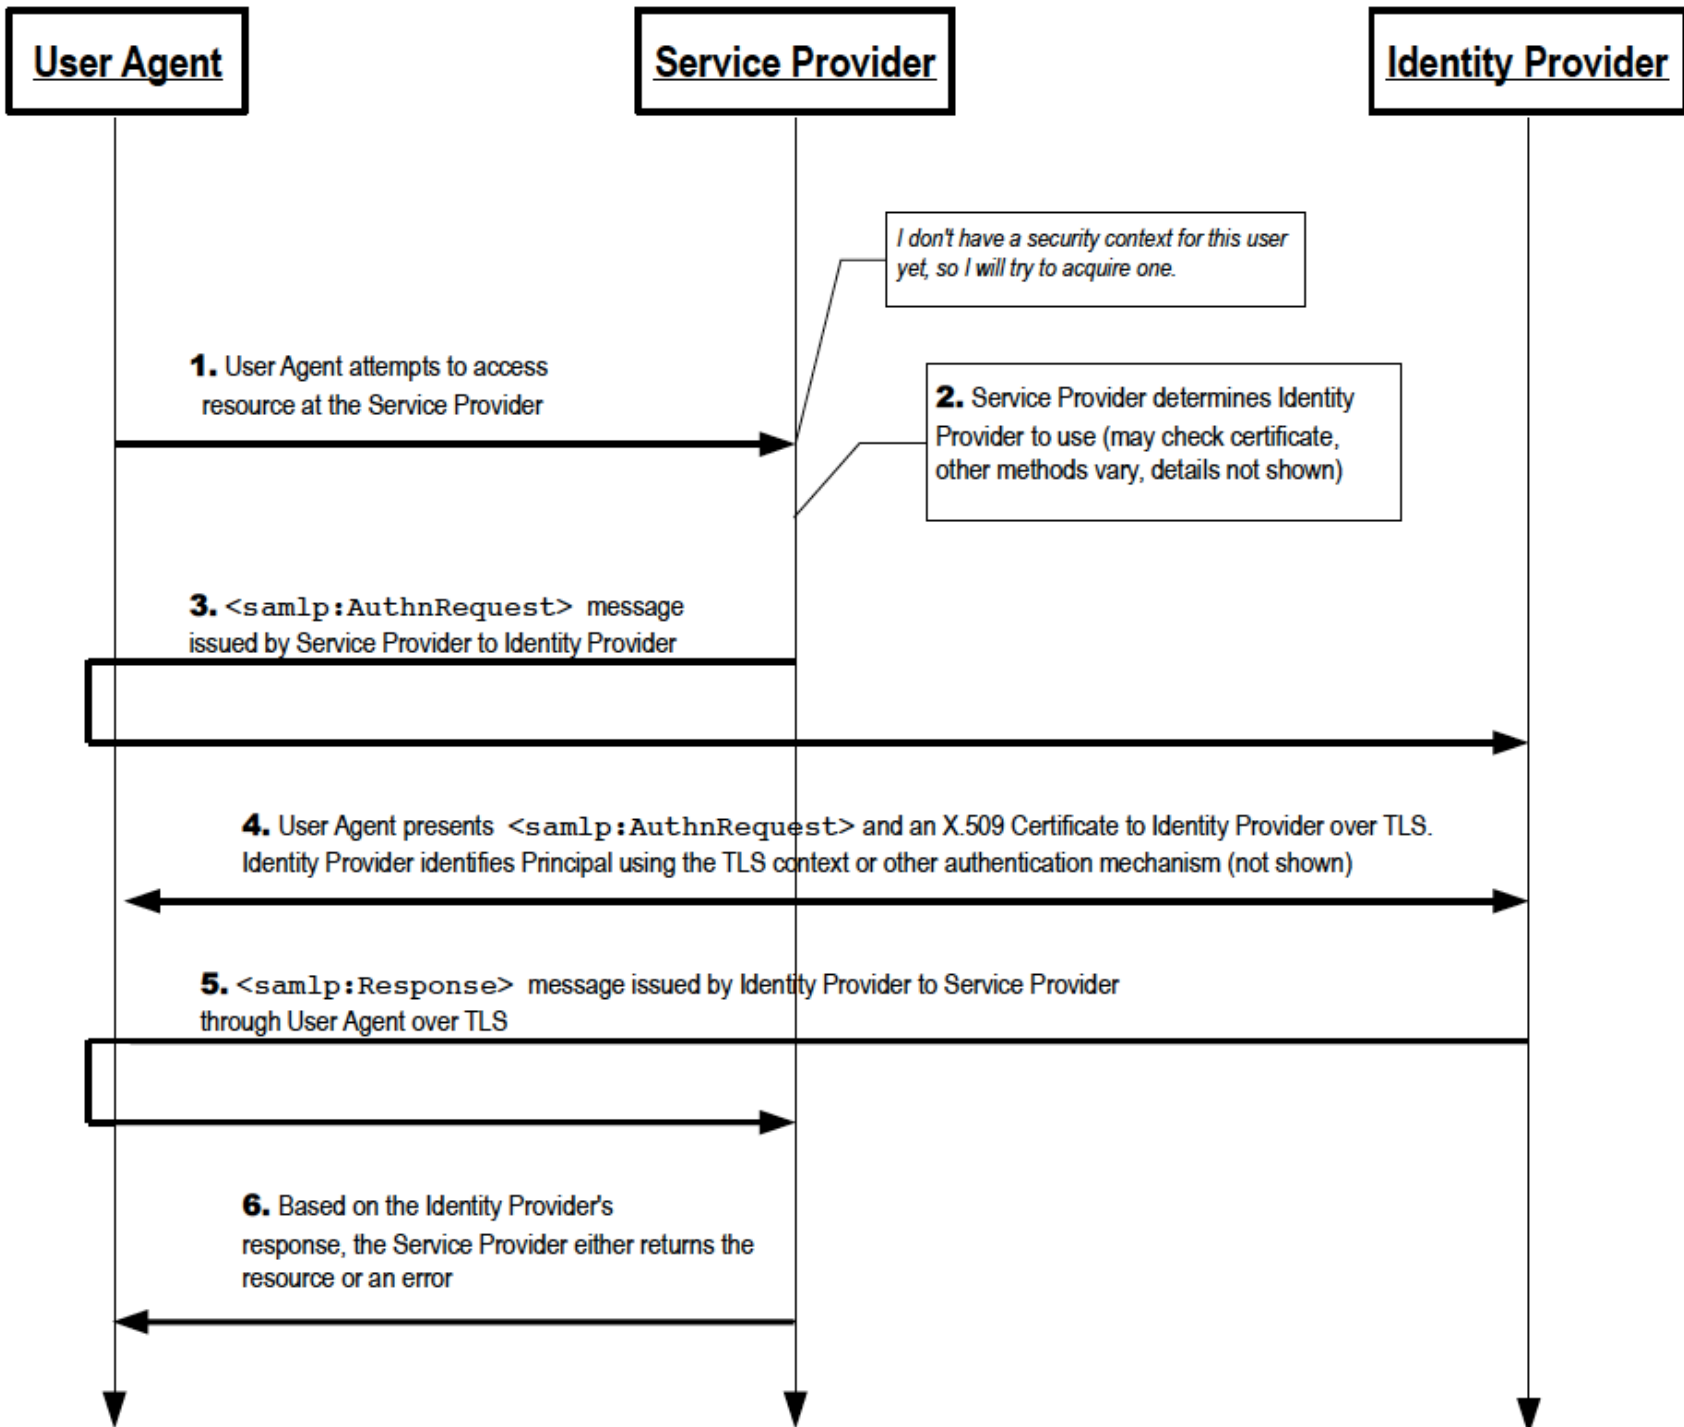 User Agent
Service Provider
Identity Provider
I don't have a security context for this user
yet, so I will try to acquire one.
1. User Agent attempts to access
resource at the Service Provider
2. Service Provider determines Identity
Provider to use (may check certificate,
other methods vary, details not shown)
3. <samlp:AuthnRequest> message
issued by Service Provider to Identity Provider
4. User Agent presents <samlp:AuthnRequest> and an X.509 Certificate to Identity Provider over TLS.
Identity Provider identifies Principal using the TLS context or other authentication mechanism (not shown)
5. <samlp:Response> message issued by Identity Provider to Service Provider
through User Agent over TLS
6. Based on the Identity Provider's
response, the Service Provider either returns the
resource or an error